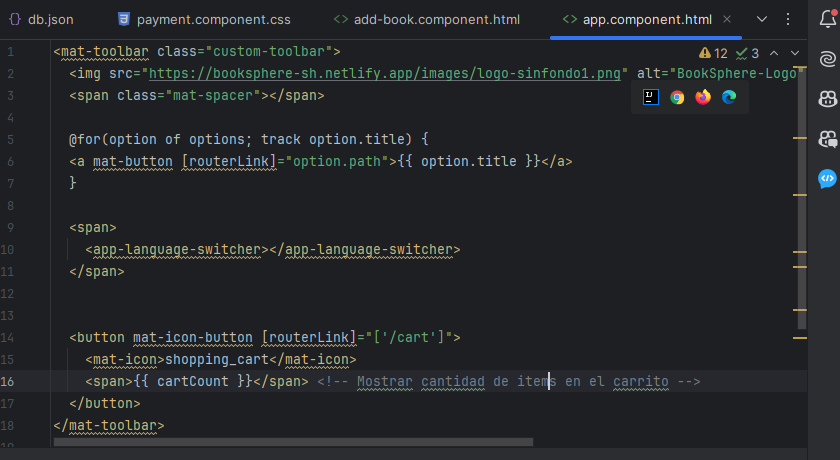 db.json payment.component.css add-book.component.html app.component.html
12 3
1 <mat-toolbar class="custom-toolbar">
2 <img src="https://booksphere-sh.netlify.app/images/logo-sinfondo1.png" alt="BookSphere-Logo"
3 <span class="mat-spacer"></span>
4
5 @for(option of options; track option.title) {
6 <a mat-button [routerLink]="option.path">{{ option.title }}</a>
7 }
8
9 <span>
10 <app-language-switcher></app-language-switcher>
11 </span>
12
13
14 <button mat-icon-button [routerLink]="['/cart']">
15 <mat-icon>shopping_cart</mat-icon>
16 <span>{{ cartCount }}</span> <!-- Mostrar cantidad de items en el carrito -->
17 </button>
18 </mat-toolbar>
19